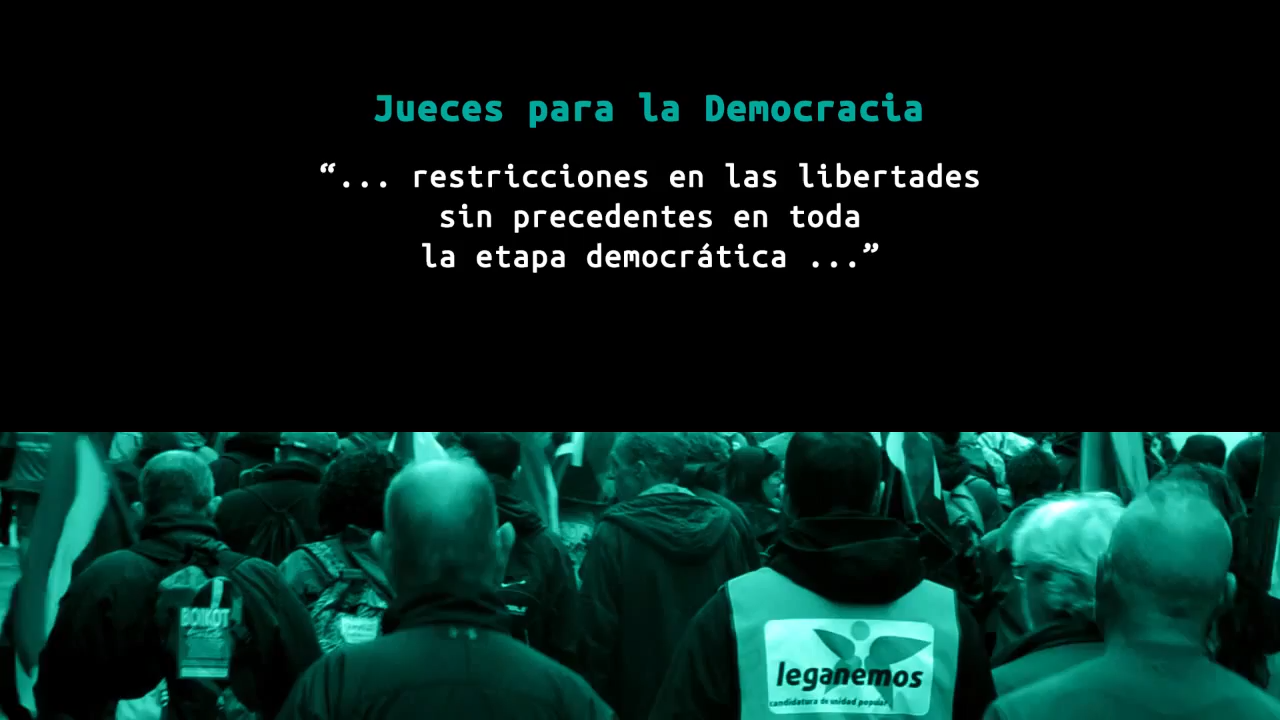 Jueces para la Democracia
“... restricciones en las libertades
sin precedentes en toda
la etapa democrática ...”
BOIKOT
leganemos
candidatura de unidad popular